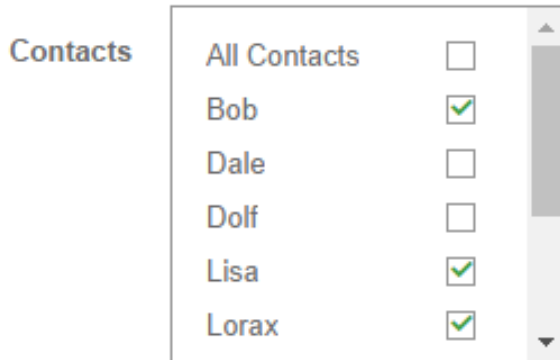 Contacts
All Contacts
Bob
Dale
Dolf
Lisa
Lorax